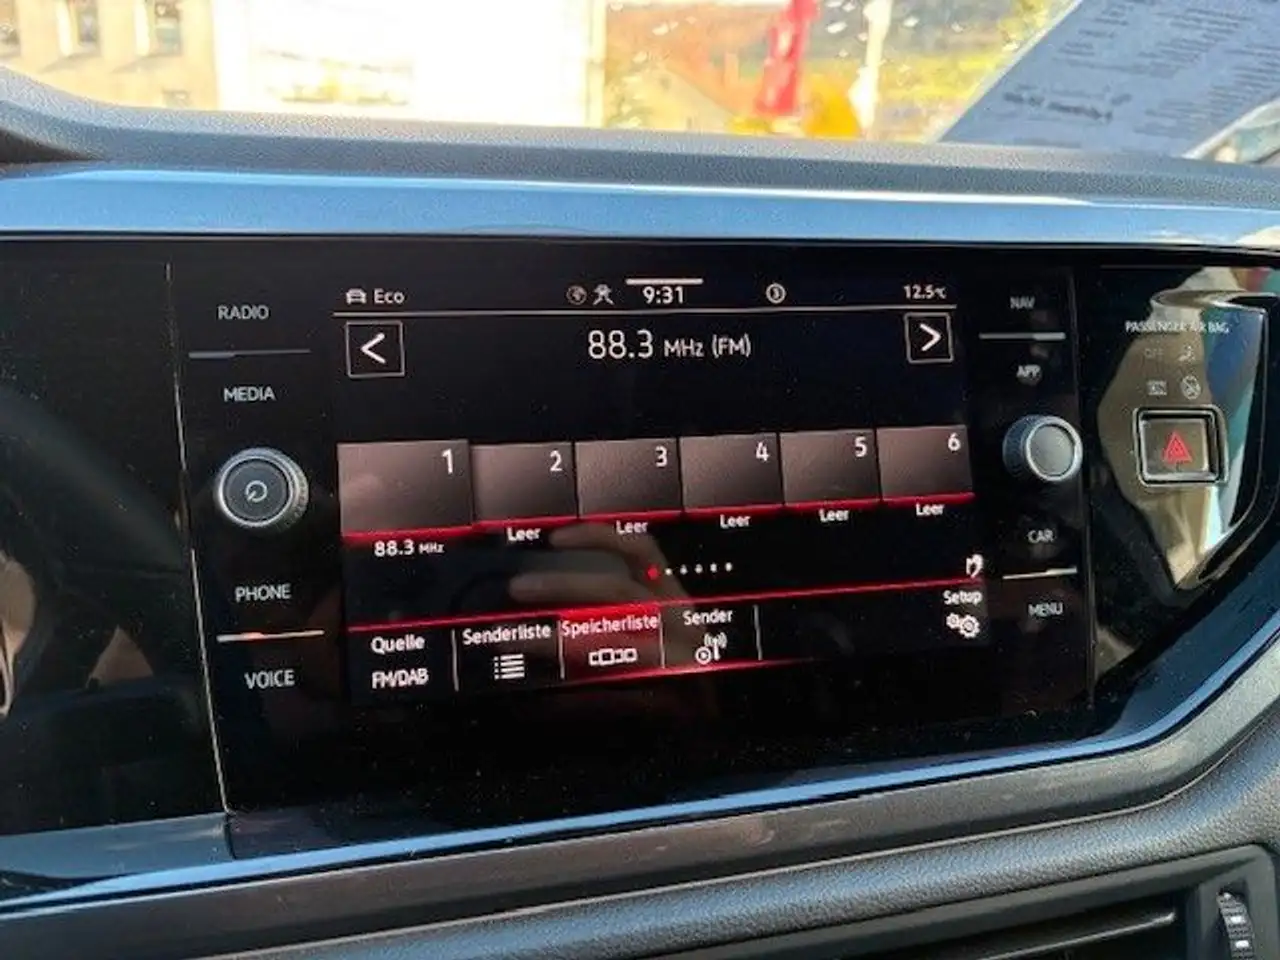 RADIO
MEDIA
PHONE
VOICE
Eco
9:31
3
12.5°C
<
88.3 MHz (FM)
>
1
2
3
4
5
6
88.3 MHz
Leer
Leer
Leer
Leer
Leer
Quelle
FM/DAB
Senderliste
Speicherliste
Sender
Setup
NAV
APP
CAR
MENU
PASSENGER AIR BAG
OFF